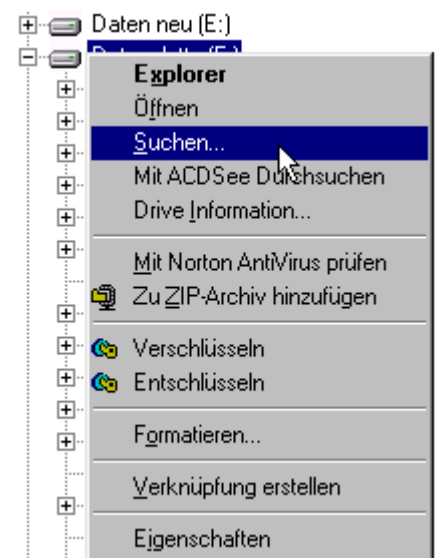 Daten neu (E:)
Explorer
Öffnen
Suchen...
Mit ACDSee Durchsuchen
Drive Information...
Mit Norton AntiVirus prüfen
Zu ZIP-Archiv hinzufügen
Verschlüsseln
Entschlüsseln
Formatieren...
Verknüpfung erstellen
Eigenschaften